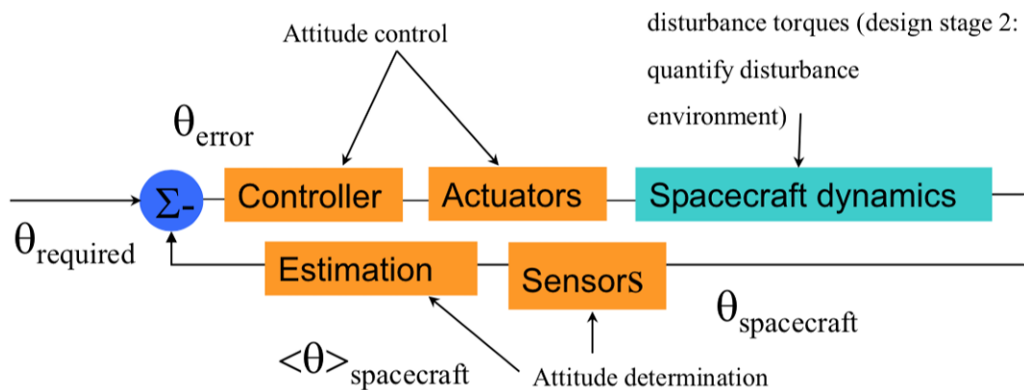 Attitude control
disturbance torques (design stage 2:
quantify disturbance
environment)
θerror
Controller
Actuators
Spacecraft dynamics
Σ-
θrequired
Estimation
Sensors
θspacecraft
<θ>spacecraft
Attitude determination